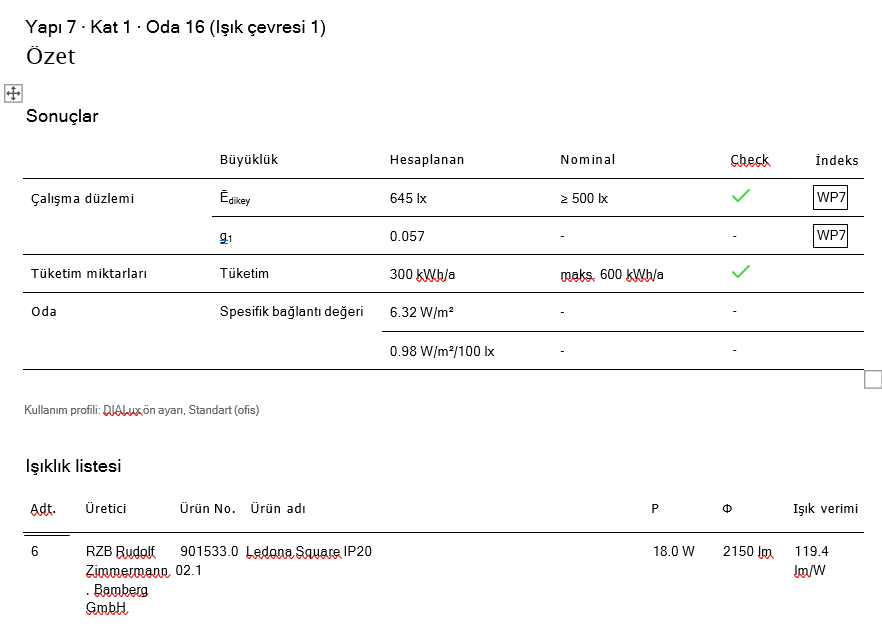 Yapı 7 · Kat 1 · Oda 16 (Işık çevresi 1)
Özet
Sonuçlar
Büyüklük Hesaplanan Nominal Check İndeks
Çalışma düzlemi Ēdikey 645 lx ≥ 500 lx WP7
g1 0.057 - - WP7
Tüketim miktarları Tüketim 300 kWh/a maks. 600 kWh/a
Oda Spesifik bağlantı değeri 6.32 W/m² - -
0.98 W/m²/100 lx - -
Kullanım profili: DIALux ön ayarı, Standart (ofis)
Işıklık listesi
Adt. Üretici Ürün No. Ürün adı P Φ Işık verimi
6 RZB Rudolf 901533.0 Ledona Square IP20 18.0 W 2150 lm 119.4
Zimmermann 02.1 lm/W
, Bamberg
GmbH